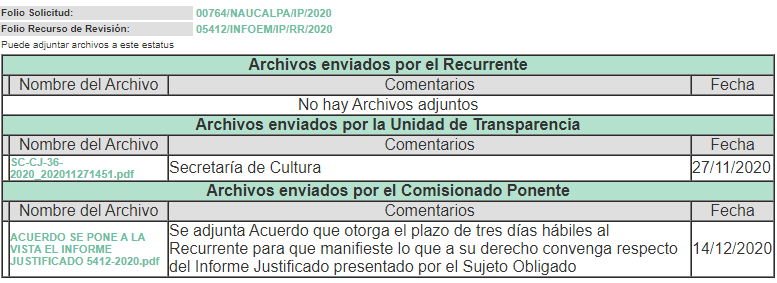 Folio Solicitud: 00764/NAUCALPA/IP/2020
Folio Recurso de Revisión: 05412/INFOEM/IP/RR/2020
Puede adjuntar archivos a este estatus
Archivos enviados por el Recurrente
Nombre del Archivo Comentarios Fecha
No hay Archivos adjuntos
Archivos enviados por la Unidad de Transparencia
Nombre del Archivo Comentarios Fecha
SC-CJ-36-
2020_202011271451.pdf Secretaría de Cultura 27/11/2020
Archivos enviados por el Comisionado Ponente
Nombre del Archivo Comentarios Fecha
ACUERDO SE PONE A LA
VISTA EL INFORME
JUSTIFICADO 5412-2020.pdf
Se adjunta Acuerdo que otorga el plazo de tres días hábiles al
Recurrente para que manifieste lo que a su derecho convenga respecto
del Informe Justificado presentado por el Sujeto Obligado
14/12/2020